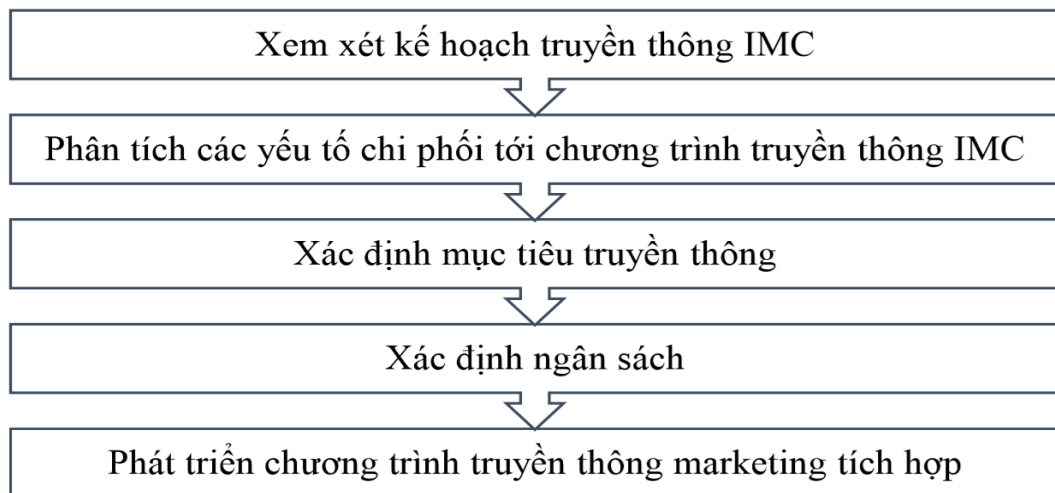 Xem xét kế hoạch truyền thông IMC
Phân tích các yếu tố chi phối tới chương trình truyền thông IMC
Xác định mục tiêu truyền thông
Xác định ngân sách
Phát triển chương trình truyền thông marketing tích hợp